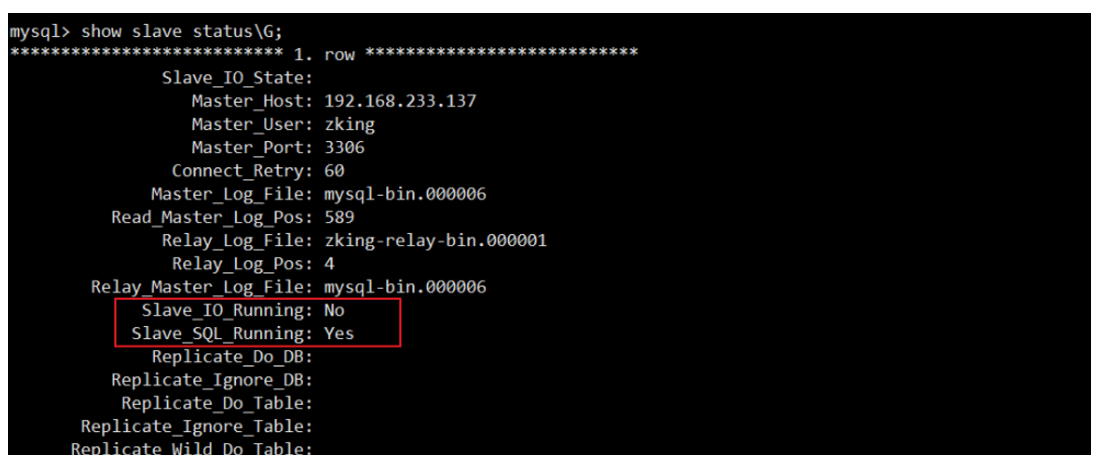 mysql> show slave status\G;
*************************** 1. row ***************************
Slave_IO_State:
Master_Host: 192.168.233.137
Master_User: zking
Master_Port: 3306
Connect_Retry: 60
Master_Log_File: mysql-bin.000006
Read_Master_Log_Pos: 589
Relay_Log_File: zking-relay-bin.000001
Relay_Log_Pos: 4
Relay_Master_Log_File: mysql-bin.000006
Slave_IO_Running: No
Slave_SQL_Running: Yes
Replicate_Do_DB:
Replicate_Ignore_DB:
Replicate_Do_Table:
Replicate_Ignore_Table:
Replicate_Wild_Do_Table: